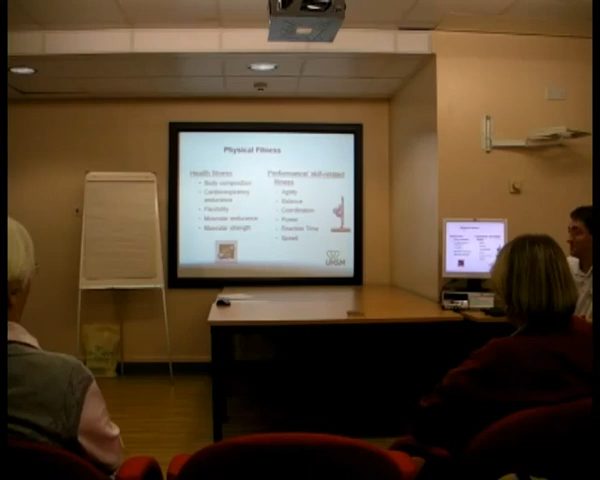 Physical Fitness
Health fitness
Body composition
Cardiorespiratory
endurance
Flexibility
Muscular endurance
Muscular strength
Performance/ skill-related
fitness
Agility
Balance
Coordination
Power
Reaction Time
Speed
UHSM